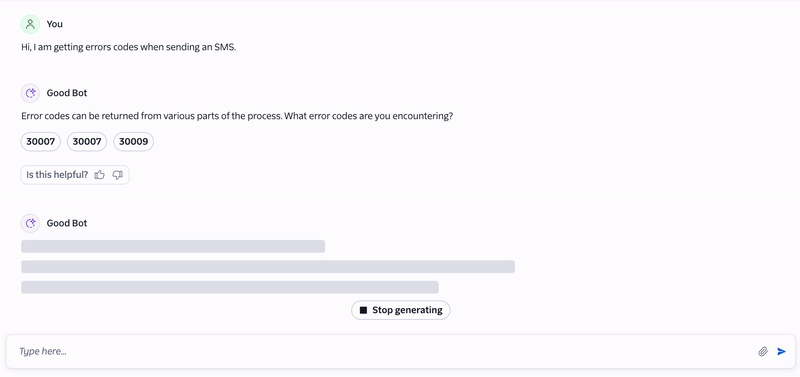 You
Hi, I am getting errors codes when sending an SMS.
Good Bot
Error codes can be returned from various parts of the process. What error codes are you encountering?
30007 30007 30009
Is this helpful?
Good Bot
Stop generating
Type here...